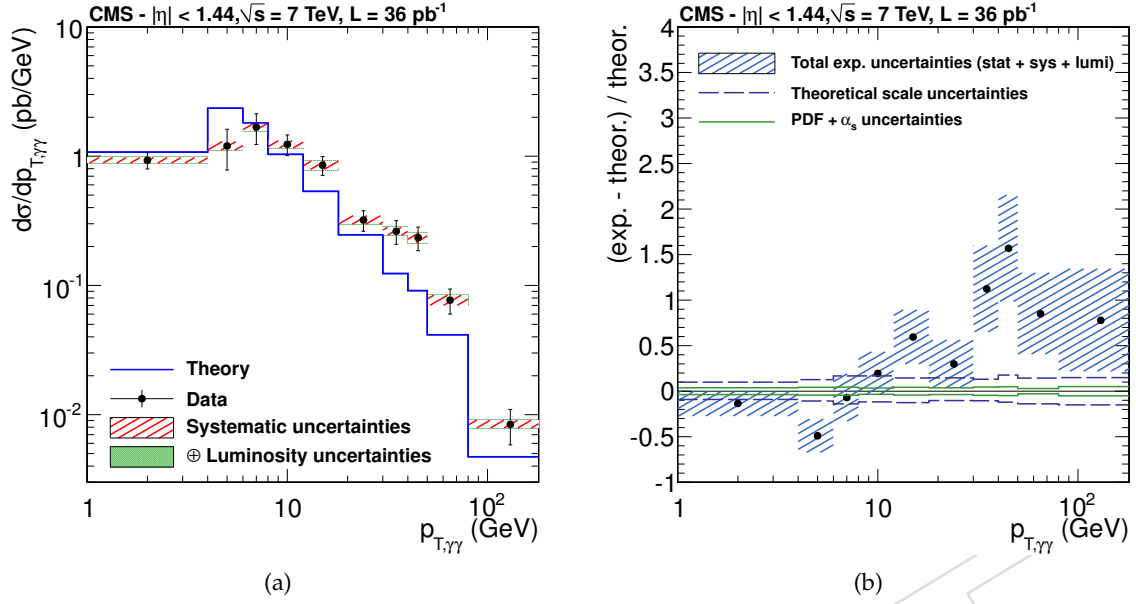 CMS - |η| < 1.44,√s = 7 TeV, L = 36 pb⁻¹
dσ/dp_T,γγ (pb/GeV)
10
1
10⁻¹
10⁻²
Theory
Data
Systematic uncertainties
⊕ Luminosity uncertainties
1
10
10²
p_T,γγ (GeV)
(a)
CMS - |η| < 1.44,√s = 7 TeV, L = 36 pb⁻¹
(exp. - theor.) / theor.
4
3.5
3
2.5
2
1.5
1
0.5
0
-0.5
-1
Total exp. uncertainties (stat + sys + lumi)
Theoretical scale uncertainties
PDF + α_s uncertainties
1
10
10²
p_T,γγ (GeV)
(b)